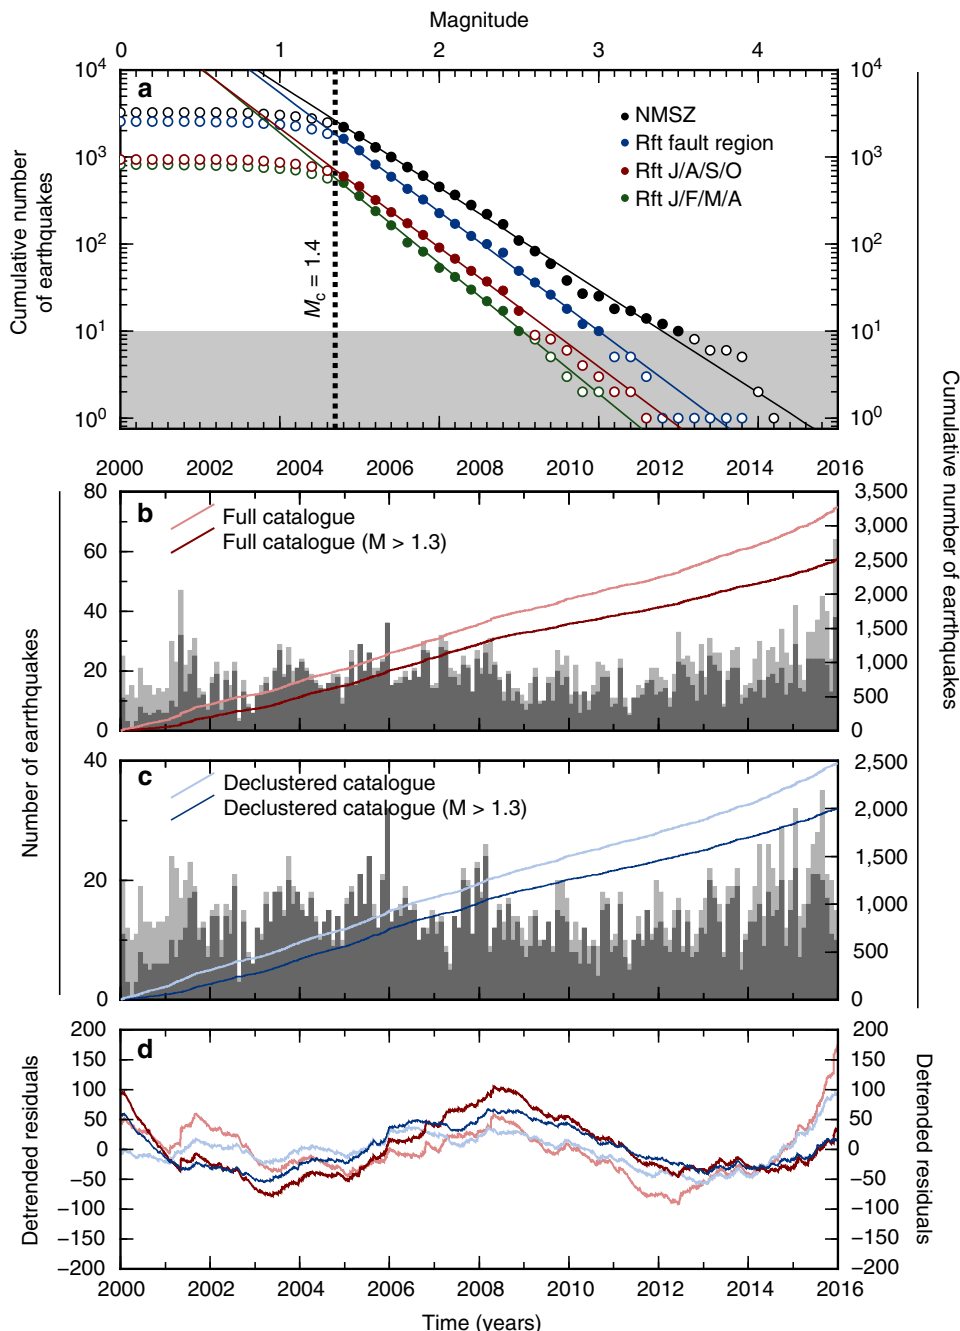 Magnitude
0 1 2 3 4
a
10^4 10^4
10^3 10^3
10^2 10^2
10^1 10^1
10^0 10^0
Cumulative number
of earthquakes
NMSZ
Rft fault region
Rft J/A/S/O
Rft J/F/M/A
M_c = 1.4
2000 2002 2004 2006 2008 2010 2012 2014 2016
b
80 3,500
3,000
60 2,500
40 2,000
1,500
20 1,000
500
0 0
Full catalogue
Full catalogue (M > 1.3)
Number of earrthquakes
Cumulative number of earrthquakes
c
40 2,500
2,000
20 1,500
1,000
500
0 0
Declustered catalogue
Declustered catalogue (M > 1.3)
d
200 200
150 150
100 100
50 50
0 0
−50 −50
−100 −100
−150 −150
−200 −200
Detrended residuals
Detrended residuals
2000 2002 2004 2006 2008 2010 2012 2014 2016
Time (years)